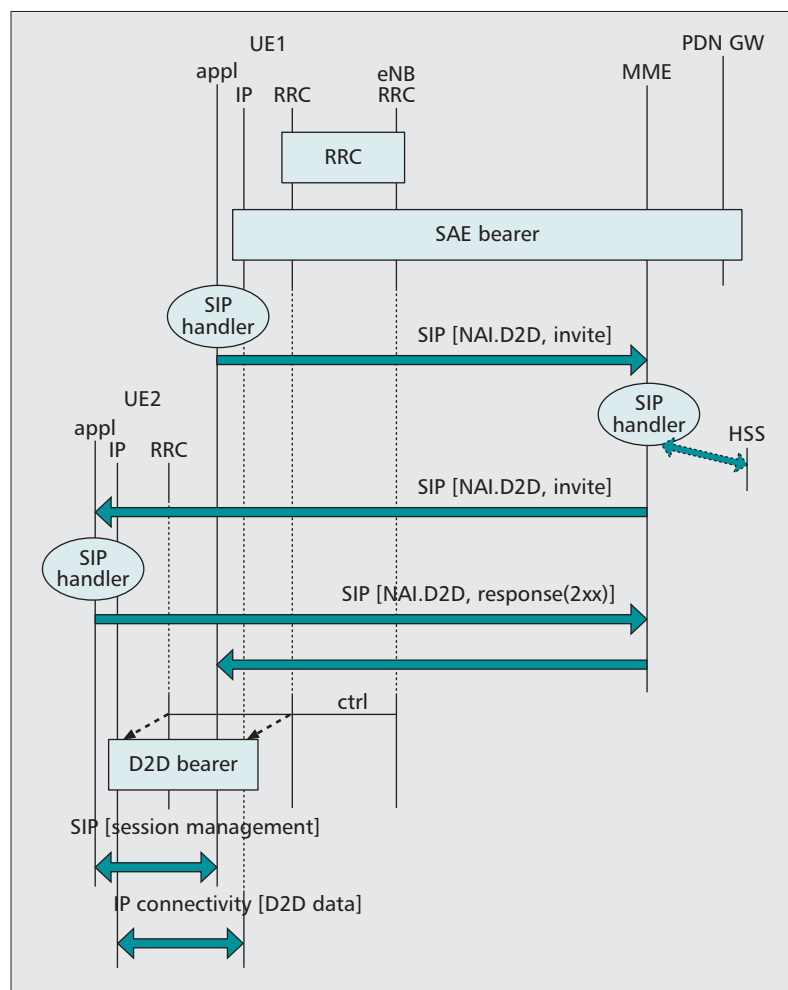 UE1
PDN GW
appl
eNB
MME
IP
RRC
RRC
RRC
SAE bearer
SIP
handler
SIP [NAI.D2D, invite]
UE2
SIP
handler
appl
HSS
IP
RRC
SIP [NAI.D2D, invite]
SIP
handler
SIP [NAI.D2D, response(2xx)]
ctrl
D2D bearer
SIP [session management]
IP connectivity [D2D data]